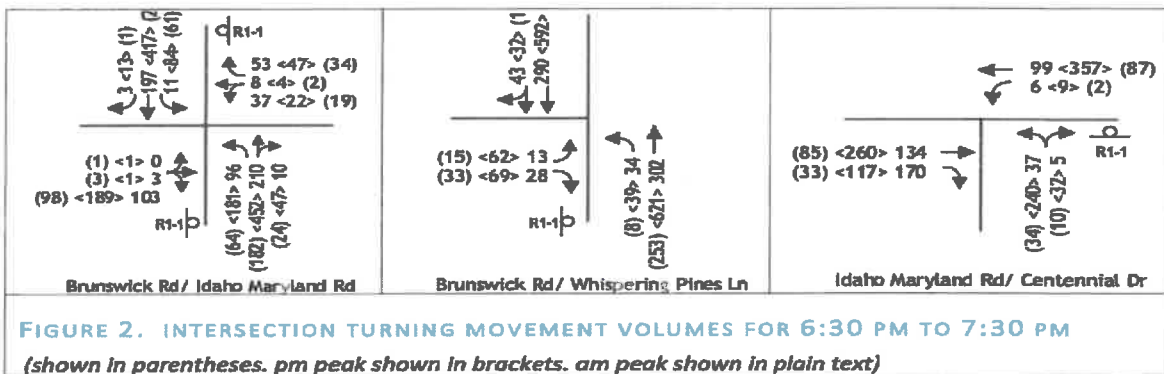 3 <13> (1)
197 <417> (2
11 <84> (61)
R1-1
53 <47> (34)
8 <4> (2)
37 <22> (19)
(1) <1> 0
(3) <1> 3
(98) <189> 103
R1-1
(64) <181> 96
(182) <452> 210
(24) <47> 10
Brunswick Rd/ Idaho Maryland Rd
43 <32> (1
290 <592>
(15) <62> 13
(33) <69> 28
R1-1
(8) <39> 34
(253) <621> 302
Brunswick Rd/ Whispering Pines Ln
99 <357> (87)
6 <9> (2)
(85) <260> 134
(33) <117> 170
R1-1
(34) <240> 37
(10) <32> 5
Idaho Maryland Rd/ Centennial Dr
FIGURE 2. INTERSECTION TURNING MOVEMENT VOLUMES FOR 6:30 PM TO 7:30 PM
(shown in parentheses. pm peak shown in brackets. am peak shown in plain text)